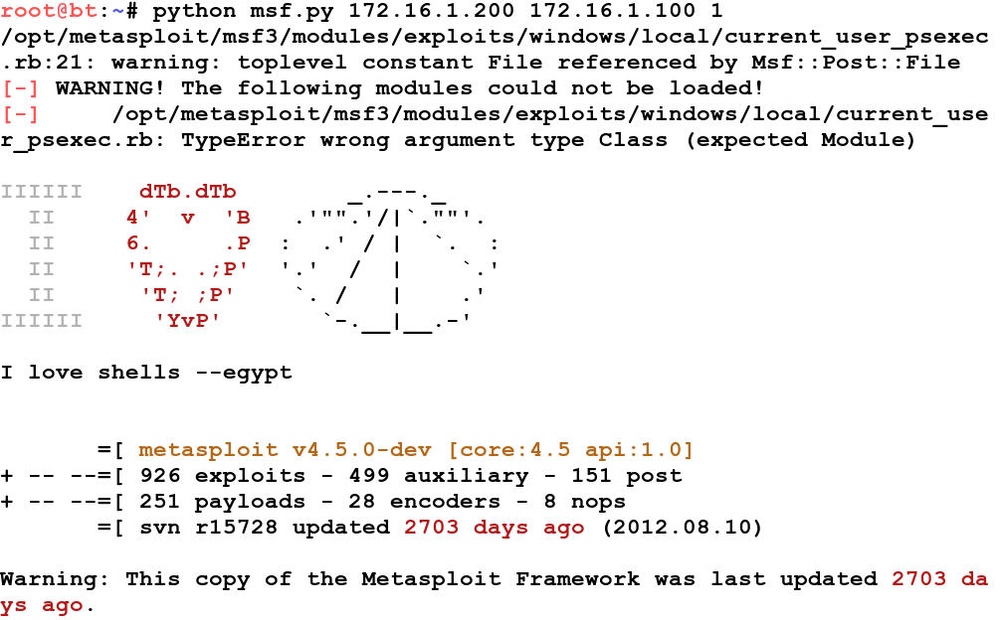 root@bt:~# python msf.py 172.16.1.200 172.16.1.100 1
/opt/metasploit/msf3/modules/exploits/windows/local/current_user_psexec
.rb:21: warning: toplevel constant File referenced by Msf::Post::File
[-] WARNING! The following modules could not be loaded!
[-]     /opt/metasploit/msf3/modules/exploits/windows/local/current_use
r_psexec.rb: TypeError wrong argument type Class (expected Module)

IIIIII    dTb.dTb        _.---._
  II     4'  v  'B   .'"".'/|`.""'.
  II     6.     .P  :  .' / |  `.  :
  II     'T;. .;P'  '.'  /  |    `.'
  II      'T; ;P'    `. /   |    .'
IIIIII     'YvP'       `-.__|__.-'

I love shells --egypt


       =[ metasploit v4.5.0-dev [core:4.5 api:1.0]
+ -- --=[ 926 exploits - 499 auxiliary - 151 post
+ -- --=[ 251 payloads - 28 encoders - 8 nops
       =[ svn r15728 updated 2703 days ago (2012.08.10)

Warning: This copy of the Metasploit Framework was last updated 2703 da
ys ago.